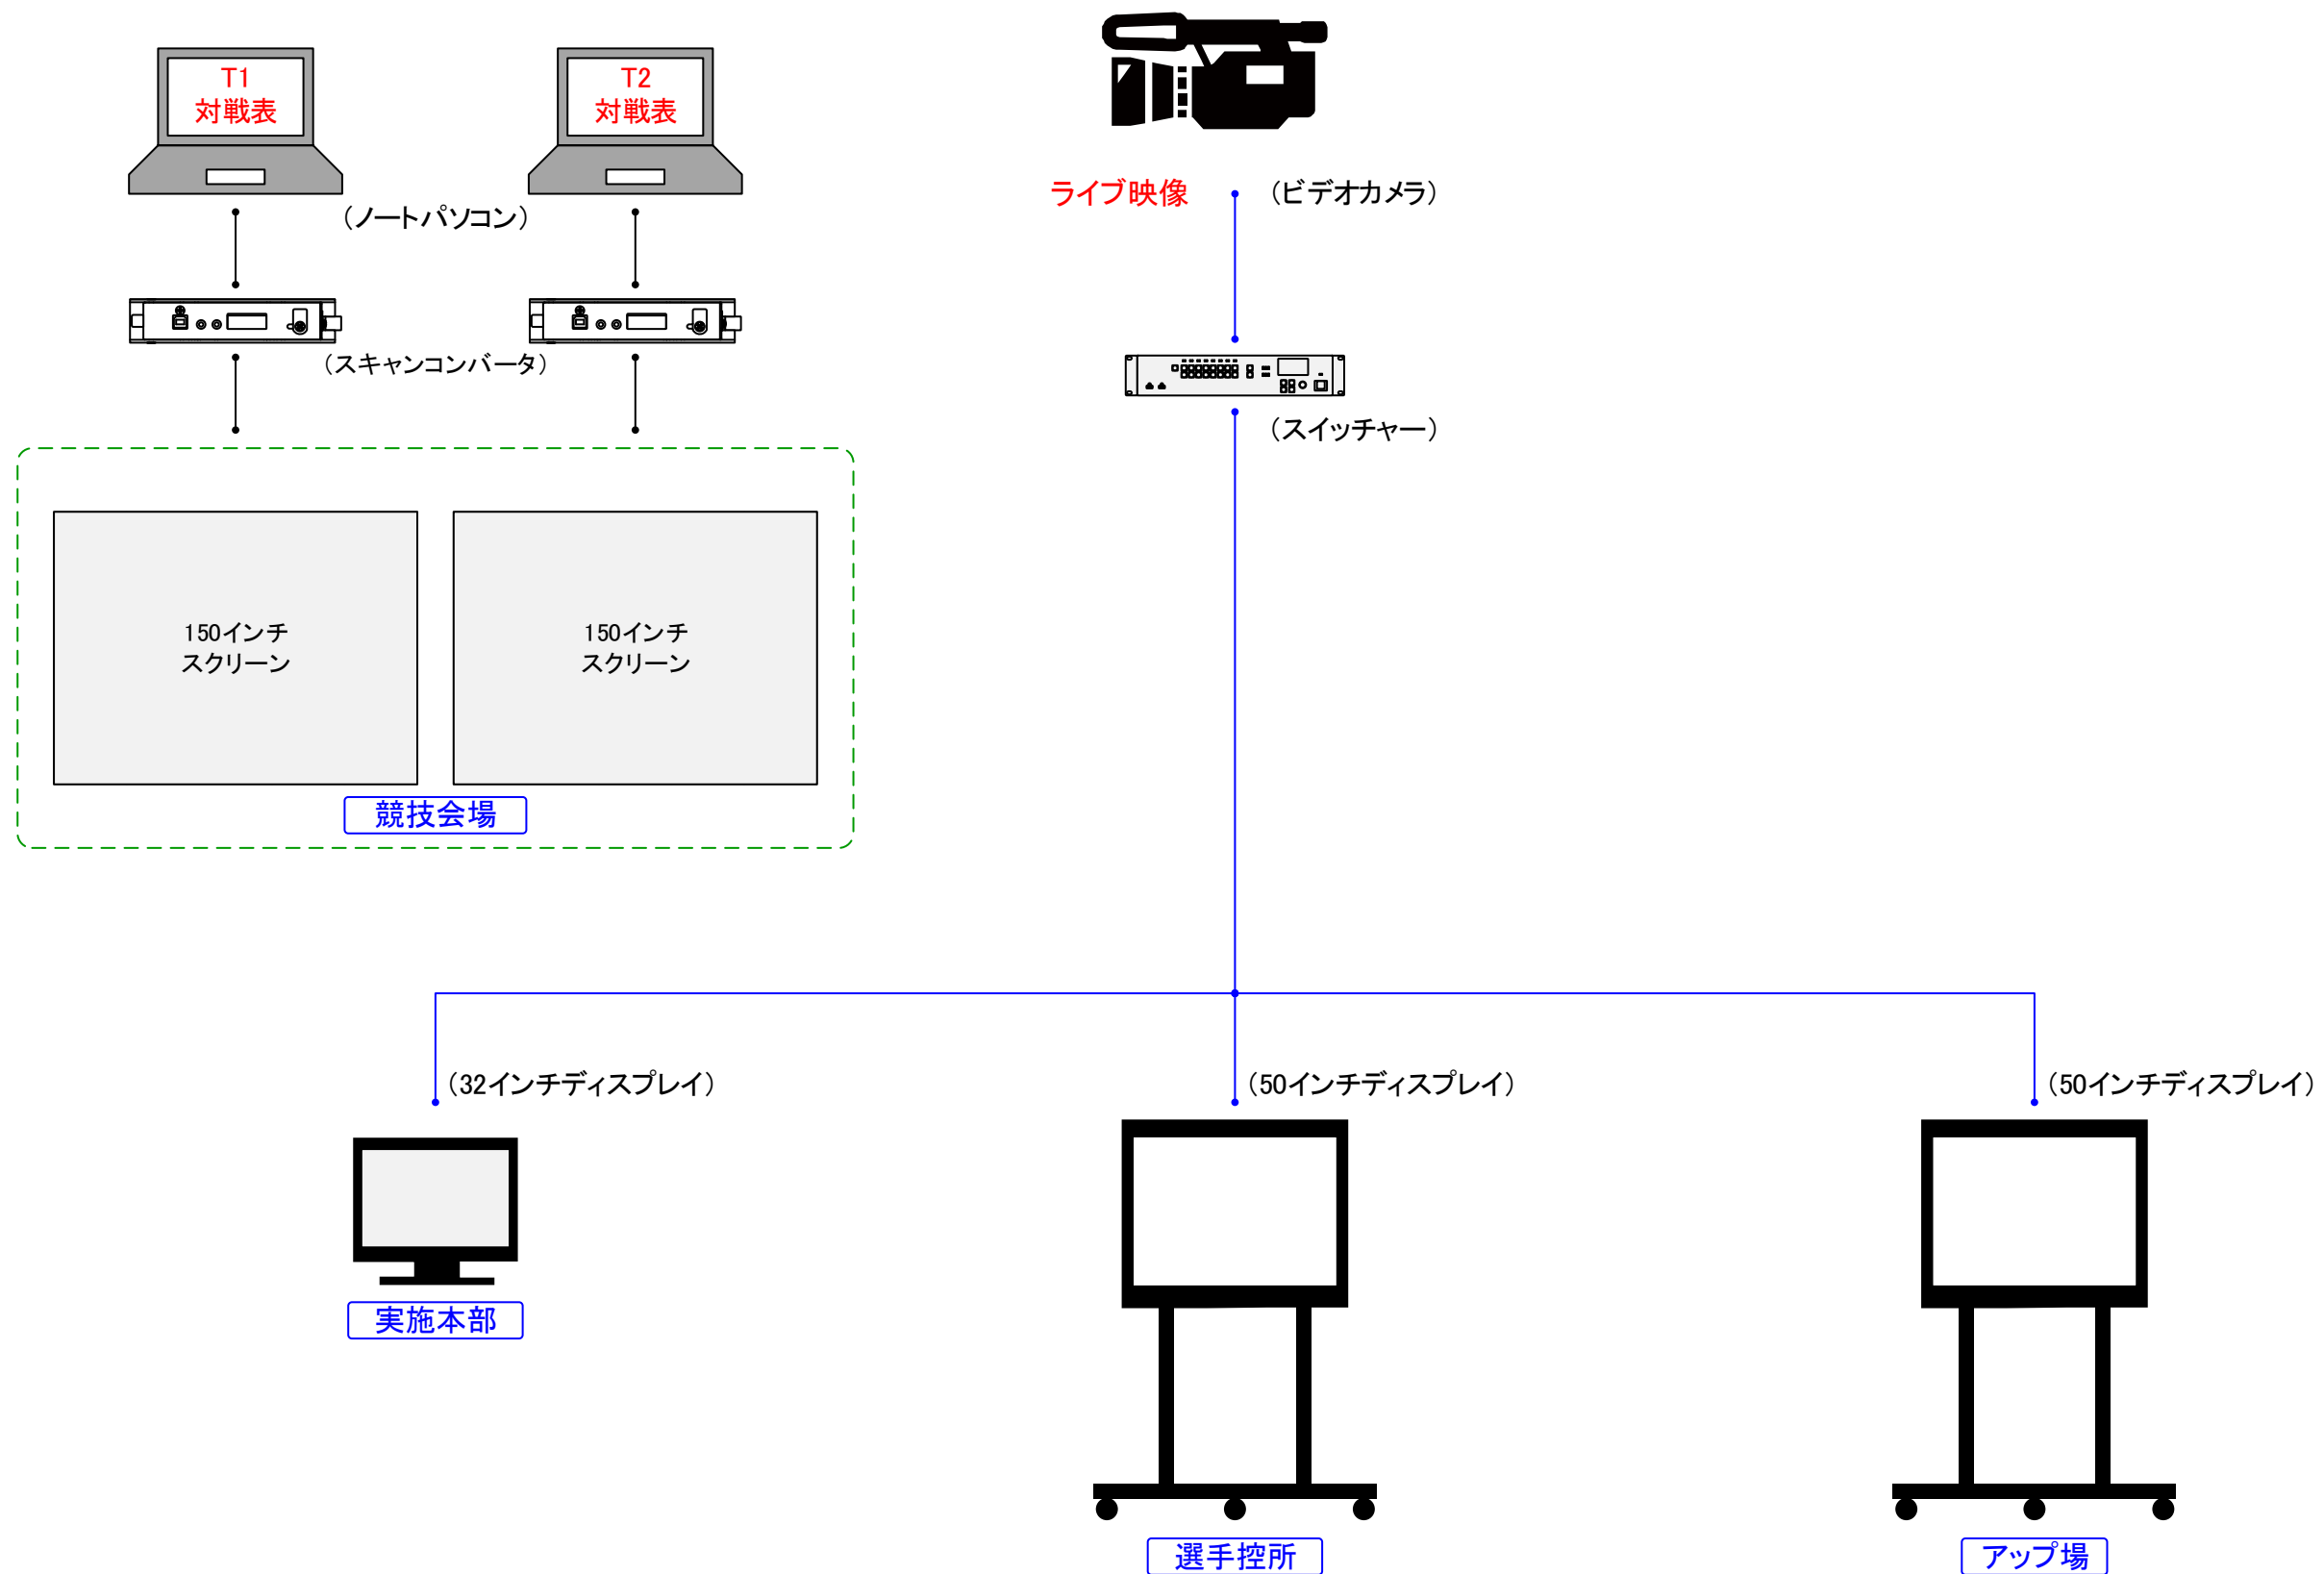 T1
対戦表
T2
対戦表
ライブ映像
（ビデオカメラ）
（ノートパソコン）
（スキャンコンバータ）
（スイッチャー）
150インチ
スクリーン
150インチ
スクリーン
競技会場
（32インチディスプレイ）
（50インチディスプレイ）
（50インチディスプレイ）
実施本部
選手控所
アップ場